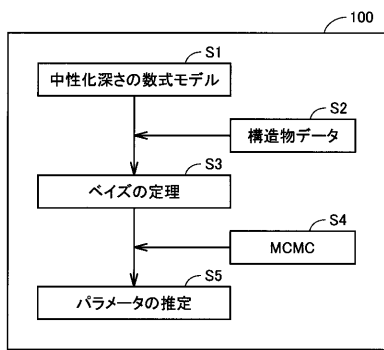 100
S1
中性化深さの数式モデル
S2
構造物データ
S3
ベイズの定理
S4
MCMC
S5
パラメータの推定